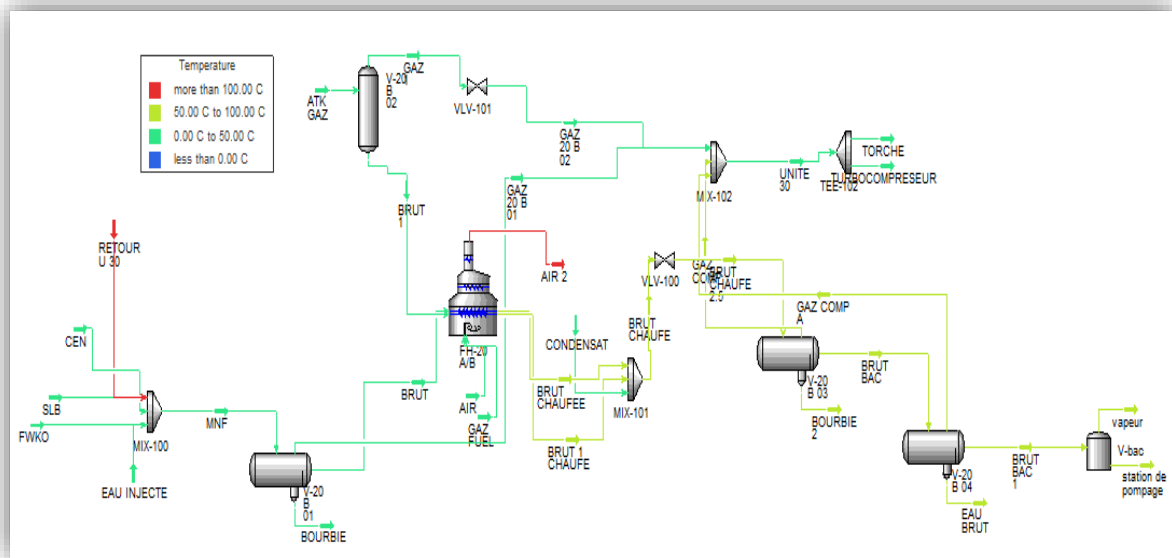 Temperature
more than 100.00 C
50.00 C to 100.00 C
0.00 C to 50.00 C
less than 0.00 C
ATK
GAZ
V-20
B
02
GAZ
VLV-101
GAZ
20 B
02
BRUT
1
GAZ
20 B
01
MIX-102
UNITE
30
TEE-102
TORCHE
TURBOCOMPRESEUR
RETOUR
U 30
AIR 2
FH-20
A/B
CEN
SLB
FWKO
MIX-100
EAU INJECTE
MNF
V-20
B
01
BOURBIE
BRUT
AIR
GAZ
FUEL
CONDENSAT
BRUT
CHAUFEE
BRUT 1
CHAUFE
MIX-101
BRUT
CHAUFE
VLV-100
GAZ
COMP
BRUT
CHAUFE
2.5
GAZ COMP
A
V-20
B 03
BRUT
BAC
BOURBIE
2
V-20
B 04
EAU
BRUT
BRUT
BAC
1
vapeur
V-bac
station de
pompage